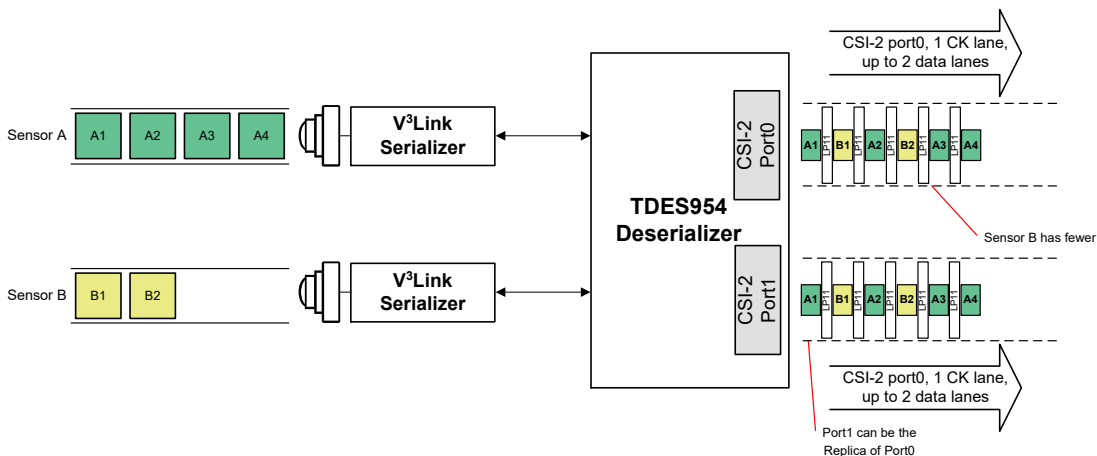 CSI-2 port0, 1 CK lane,
up to 2 data lanes
Sensor A
A1 A2 A3 A4
V³Link
Serializer
CSI-2
Port0
A1 LP11 B1 LP11 A2 LP11 B2 LP11 A3 LP11 A4
TDES954
Deserializer
Sensor B has fewer
Sensor B
B1 B2
V³Link
Serializer
CSI-2
Port1
A1 LP11 B1 LP11 A2 LP11 B2 LP11 A3 LP11 A4
CSI-2 port0, 1 CK lane,
up to 2 data lanes
Port1 can be the
Replica of Port0